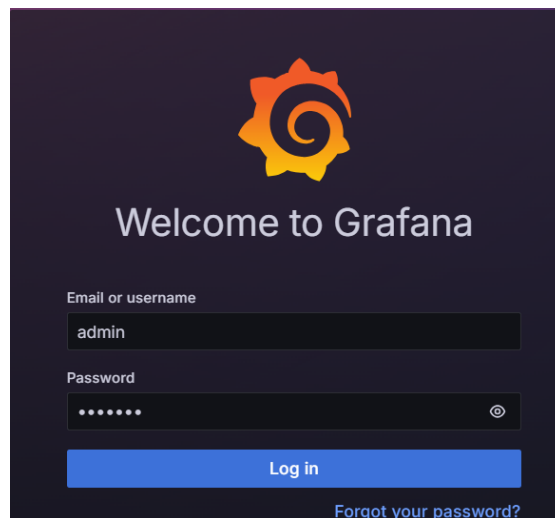 Welcome to Grafana
Email or username
admin
Password
•••••••
Log in
Forgot your password?